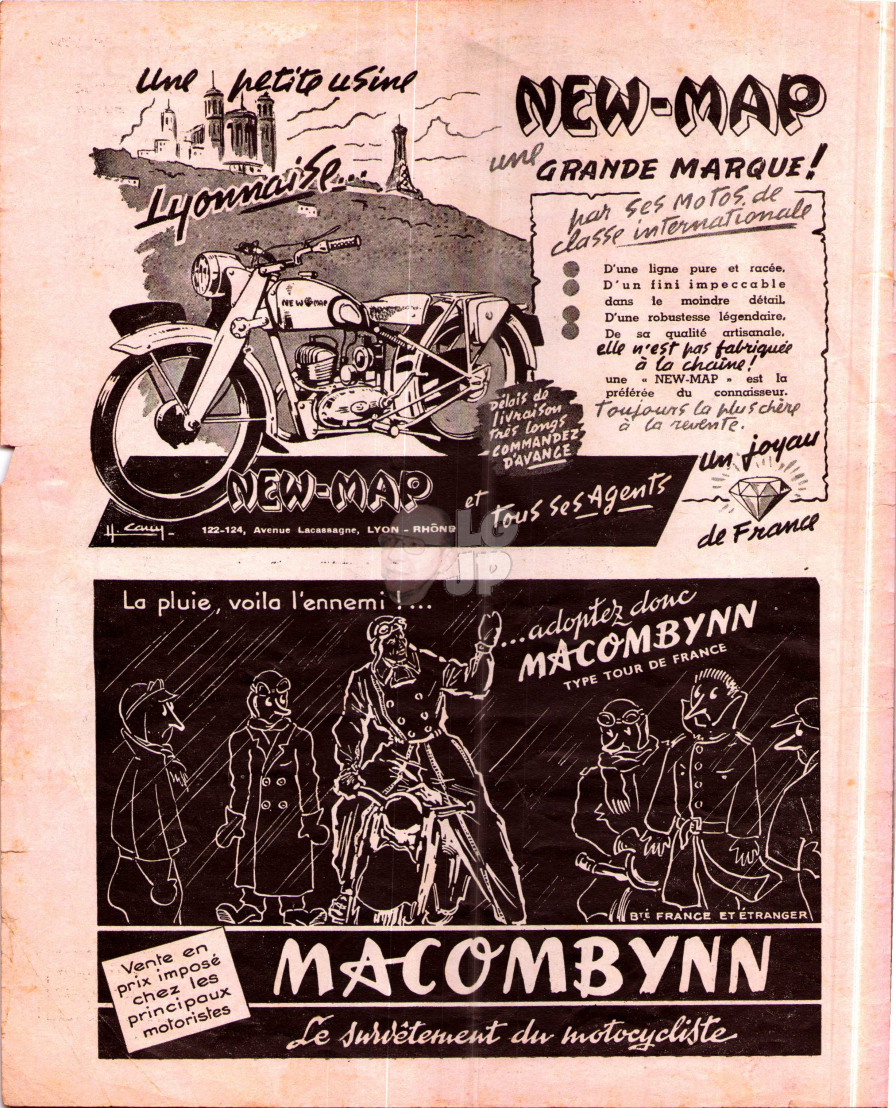 Une petite usine
Lyonnaise...
NEW-MAP
une GRANDE MARQUE!
par ses motos de
classe internationale
D'une ligne pure et racée.
D'un fini impeccable
dans le moindre détail.
D'une robustesse légendaire.
De sa qualité artisanale.
elle n'est pas fabriquée
à la chaîne!
une « NEW-MAP » est la
préférée du connaisseur.
Toujours la plus chère
à la revente.
NEW MAP
Délais de
livraison
très longs
COMMANDEZ
D'AVANCE
Un joyau
de France
NEW-MAP
et tous ses Agents
122-124, Avenue Lacassagne, LYON - RHÔNE
LG
JP
La pluie, voila l'ennemi !...
...adoptez donc
MACOMBYNN
TYPE TOUR DE FRANCE
BTÉ FRANCE ET ÉTRANGER
Vente en
prix imposé
chez les
principaux
motoristes
MACOMBYNN
Le survêtement du motocycliste